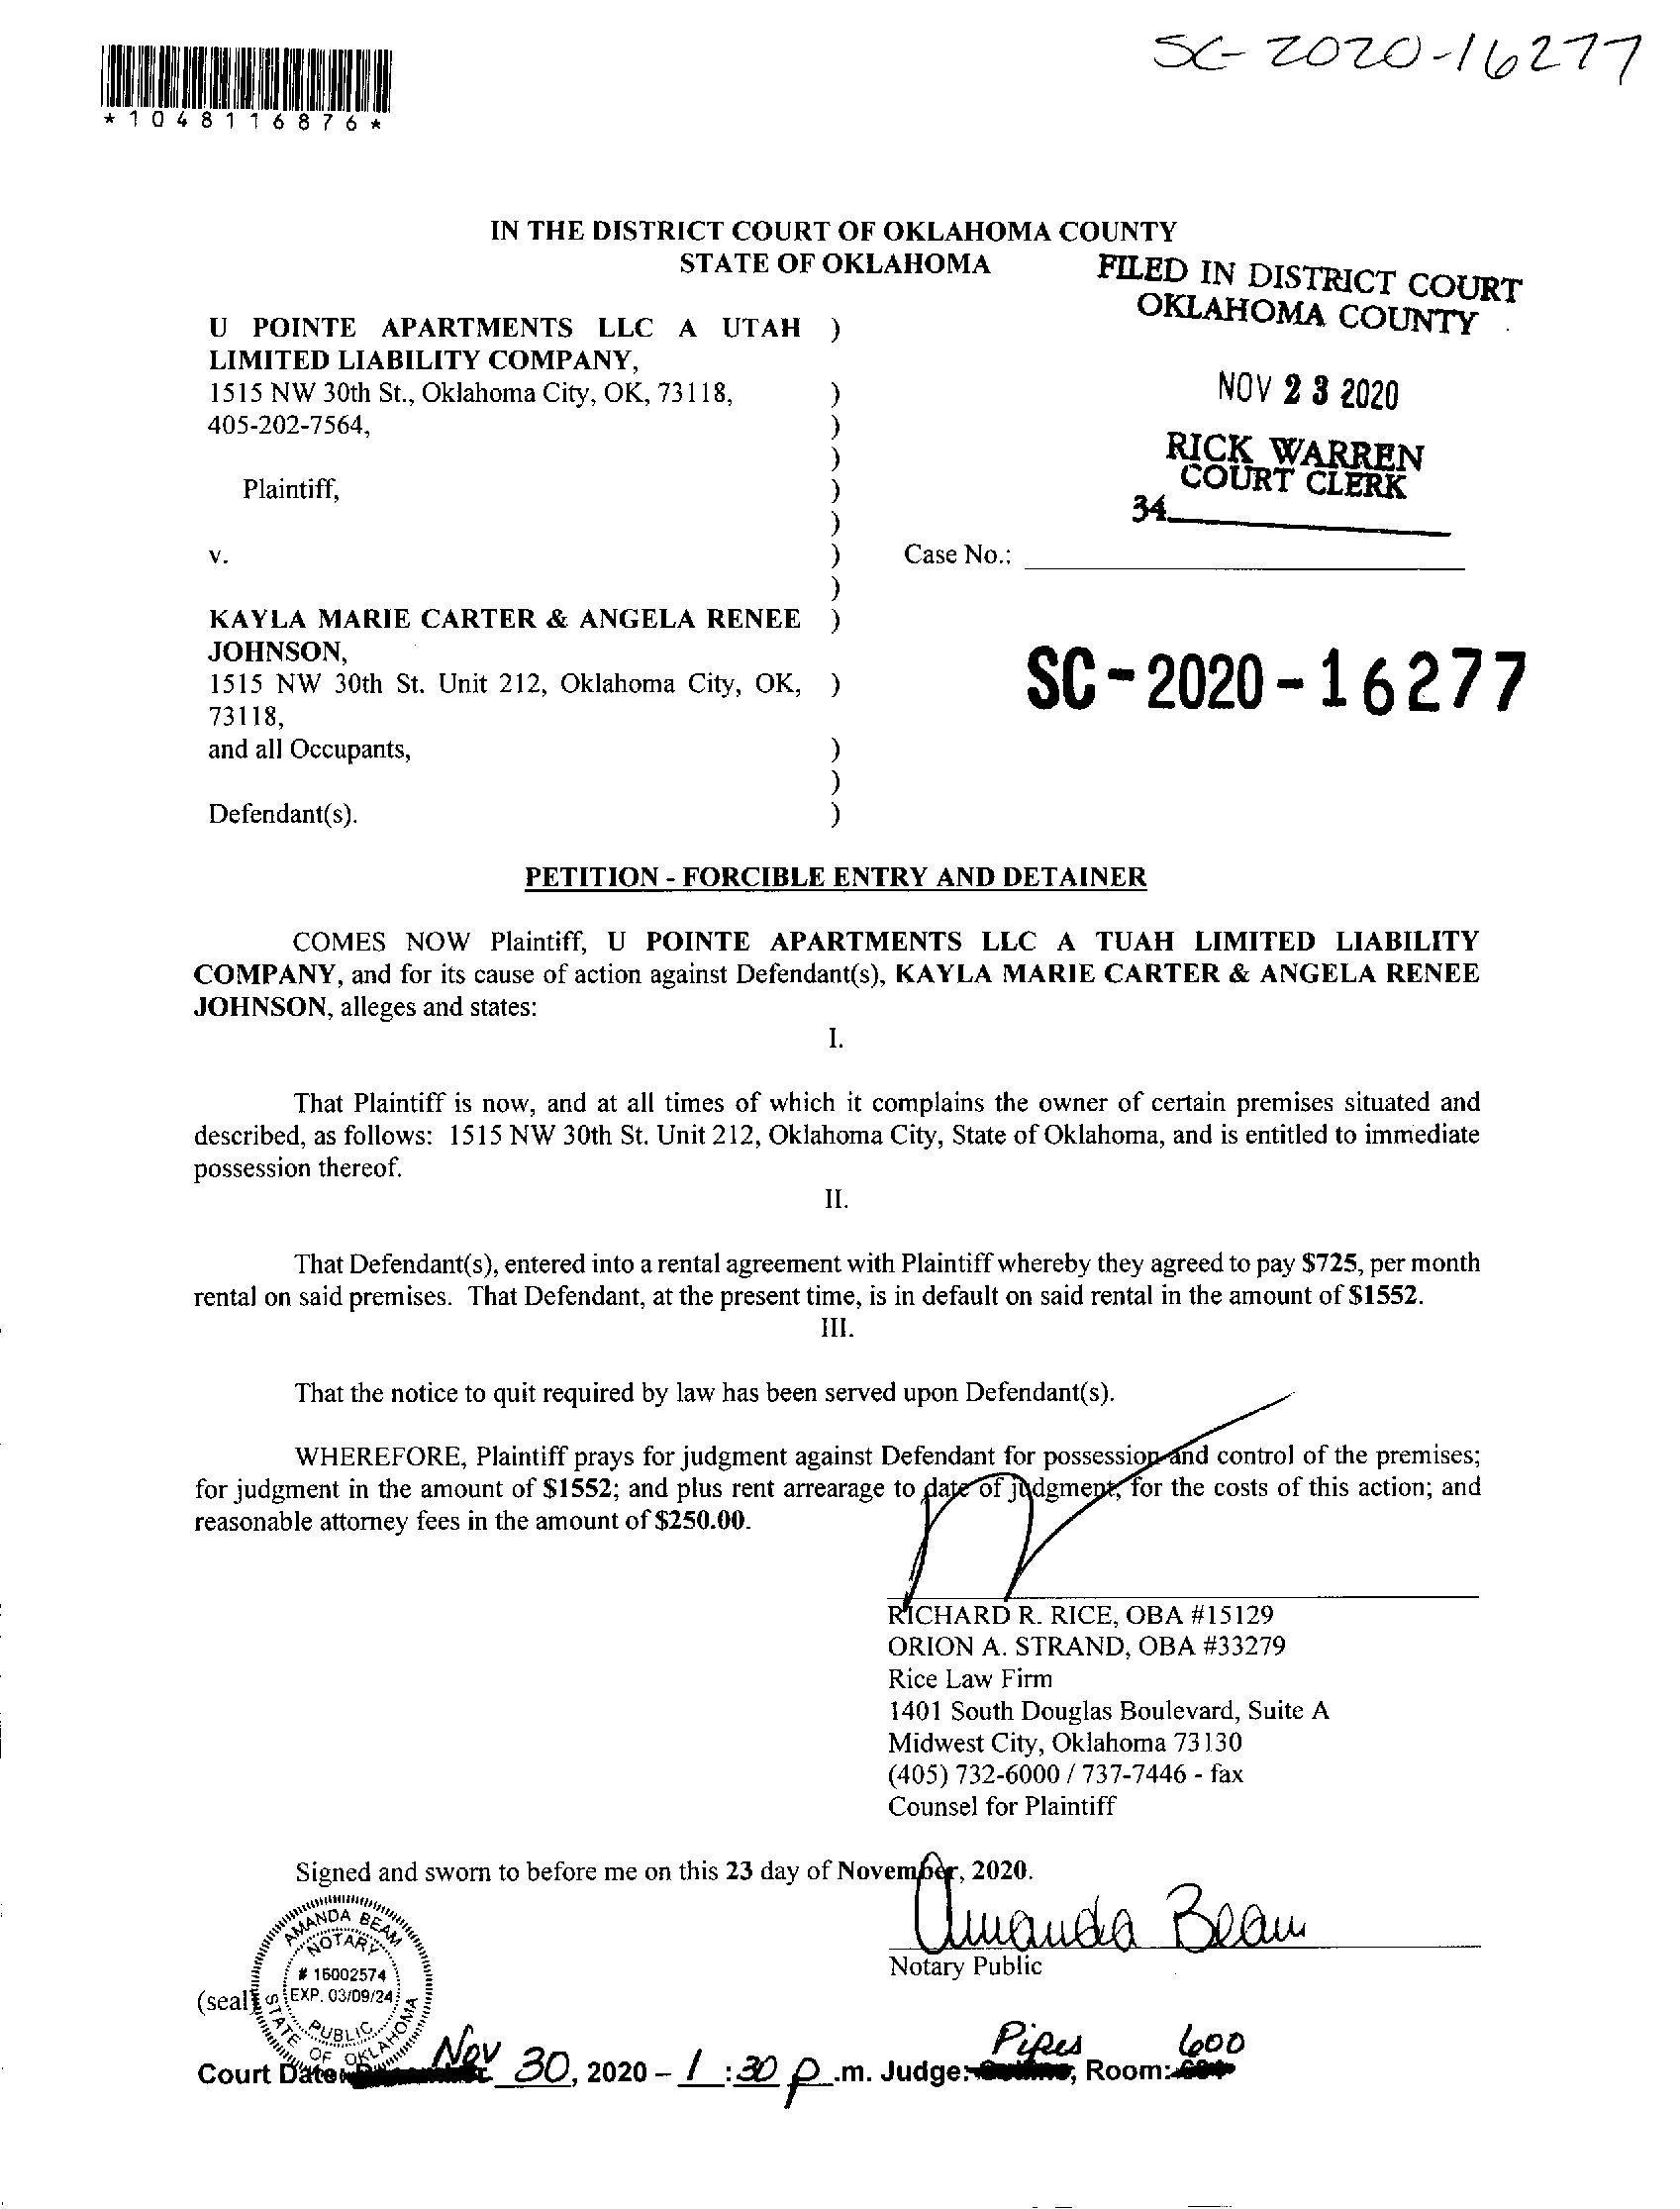 SC-2020-16277
*1048116876*
IN THE DISTRICT COURT OF OKLAHOMA COUNTY
STATE OF OKLAHOMA
FILED IN DISTRICT COURT
OKLAHOMA COUNTY
U POINTE APARTMENTS LLC A UTAH )
LIMITED LIABILITY COMPANY,
1515 NW 30th St., Oklahoma City, OK, 73118, )
405-202-7564, )
)
Plaintiff, )
)
v. )
)
NOV 23 2020
RICK WARREN
COURT CLERK
34
Case No.:
KAYLA MARIE CARTER & ANGELA RENEE )
JOHNSON,
1515 NW 30th St. Unit 212, Oklahoma City, OK, )
73118,
and all Occupants, )
)
Defendant(s). )
SC-2020-16277
PETITION - FORCIBLE ENTRY AND DETAINER
COMES NOW Plaintiff, U POINTE APARTMENTS LLC A TUAH LIMITED LIABILITY
COMPANY, and for its cause of action against Defendant(s), KAYLA MARIE CARTER & ANGELA RENEE
JOHNSON, alleges and states:
I.
That Plaintiff is now, and at all times of which it complains the owner of certain premises situated and
described, as follows: 1515 NW 30th St. Unit 212, Oklahoma City, State of Oklahoma, and is entitled to immediate
possession thereof.
II.
That Defendant(s), entered into a rental agreement with Plaintiff whereby they agreed to pay $725, per month
rental on said premises. That Defendant, at the present time, is in default on said rental in the amount of $1552.
III.
That the notice to quit required by law has been served upon Defendant(s).
WHEREFORE, Plaintiff prays for judgment against Defendant for possession and control of the premises;
for judgment in the amount of $1552; and plus rent arrearage to date of judgment, for the costs of this action; and
reasonable attorney fees in the amount of $250.00.
RICHARD R. RICE, OBA #15129
ORION A. STRAND, OBA #33279
Rice Law Firm
1401 South Douglas Boulevard, Suite A
Midwest City, Oklahoma 73130
(405) 732-6000 / 737-7446 - fax
Counsel for Plaintiff
Signed and sworn to before me on this 23 day of November, 2020.
Amanda Beam
Notary Public
(seal)
AMANDA BEAM
NOTARY
# 16002574
EXP. 03/09/24
PUBLIC
STATE OF OKLAHOMA
Court Date: Nov 30, 2020 – 1:30 p.m. Judge: Pipes, Room: 600